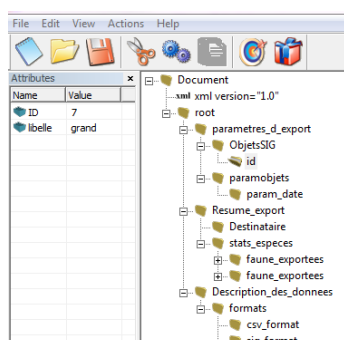 File Edit View Actions Help
Attributes x
Name Value
ID 7
libelle grand
Document
xml xml version="1.0"
root
parametres_d_export
ObjetsSIG
id
paramobjets
param_date
Resume_export
Destinataire
stats_especes
faune_exportees
faune_exportees
Description_des_donnees
formats
csv_format